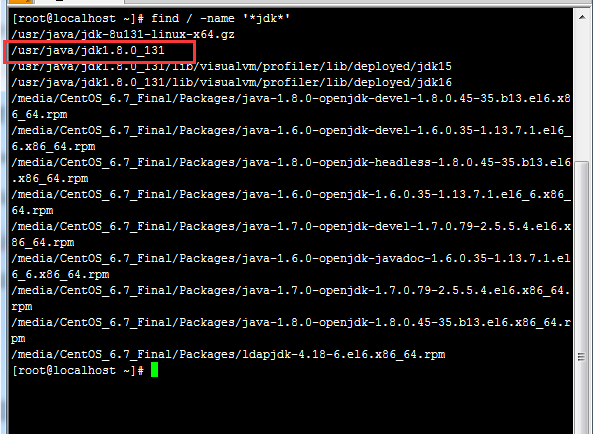 [root@localhost ~]# find / -name '*jdk*'
/usr/java/jdk-8u131-linux-x64.gz
/usr/java/jdk1.8.0_131
/usr/java/jdk1.8.0_131/lib/visualvm/profiler/lib/deployed/jdk15
/usr/java/jdk1.8.0_131/lib/visualvm/profiler/lib/deployed/jdk16
/media/CentOS_6.7_Final/Packages/java-1.8.0-openjdk-devel-1.8.0.45-35.b13.el6.x8
6_64.rpm
/media/CentOS_6.7_Final/Packages/java-1.6.0-openjdk-devel-1.6.0.35-1.13.7.1.el6_
6.x86_64.rpm
/media/CentOS_6.7_Final/Packages/java-1.8.0-openjdk-headless-1.8.0.45-35.b13.el6
.x86_64.rpm
/media/CentOS_6.7_Final/Packages/java-1.6.0-openjdk-1.6.0.35-1.13.7.1.el6_6.x86_
64.rpm
/media/CentOS_6.7_Final/Packages/java-1.7.0-openjdk-devel-1.7.0.79-2.5.5.4.el6.x
86_64.rpm
/media/CentOS_6.7_Final/Packages/java-1.6.0-openjdk-javadoc-1.6.0.35-1.13.7.1.el
6_6.x86_64.rpm
/media/CentOS_6.7_Final/Packages/java-1.7.0-openjdk-1.7.0.79-2.5.5.4.el6.x86_64.
rpm
/media/CentOS_6.7_Final/Packages/java-1.8.0-openjdk-1.8.0.45-35.b13.el6.x86_64.r
pm
/media/CentOS_6.7_Final/Packages/ldapjdk-4.18-6.el6.x86_64.rpm
[root@localhost ~]#